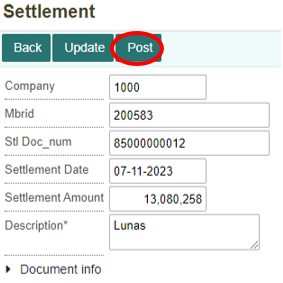 Settlement
Back Update Post
Company 1000
Mbrid 200583
Stl Doc_num 85000000012
Settlement Date 07-11-2023
Settlement Amount 13,080,258
Description* Lunas
Document info